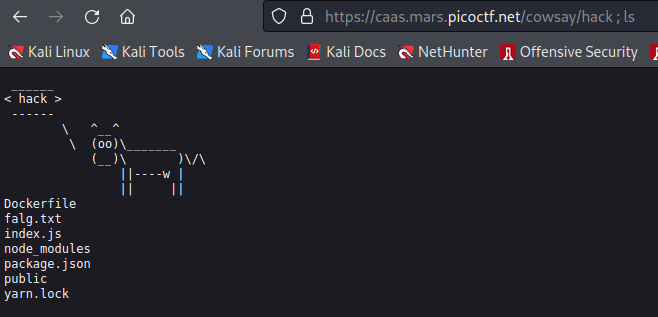 https://caas.mars.picoctf.net/cowsay/hack ; ls
Kali Linux Kali Tools Kali Forums Kali Docs NetHunter Offensive Security
 ______
< hack >
 ------
        \   ^__^
         \  (oo)\_______
            (__)\       )\/\
                ||----w |
                ||     ||
Dockerfile
falg.txt
index.js
node_modules
package.json
public
yarn.lock